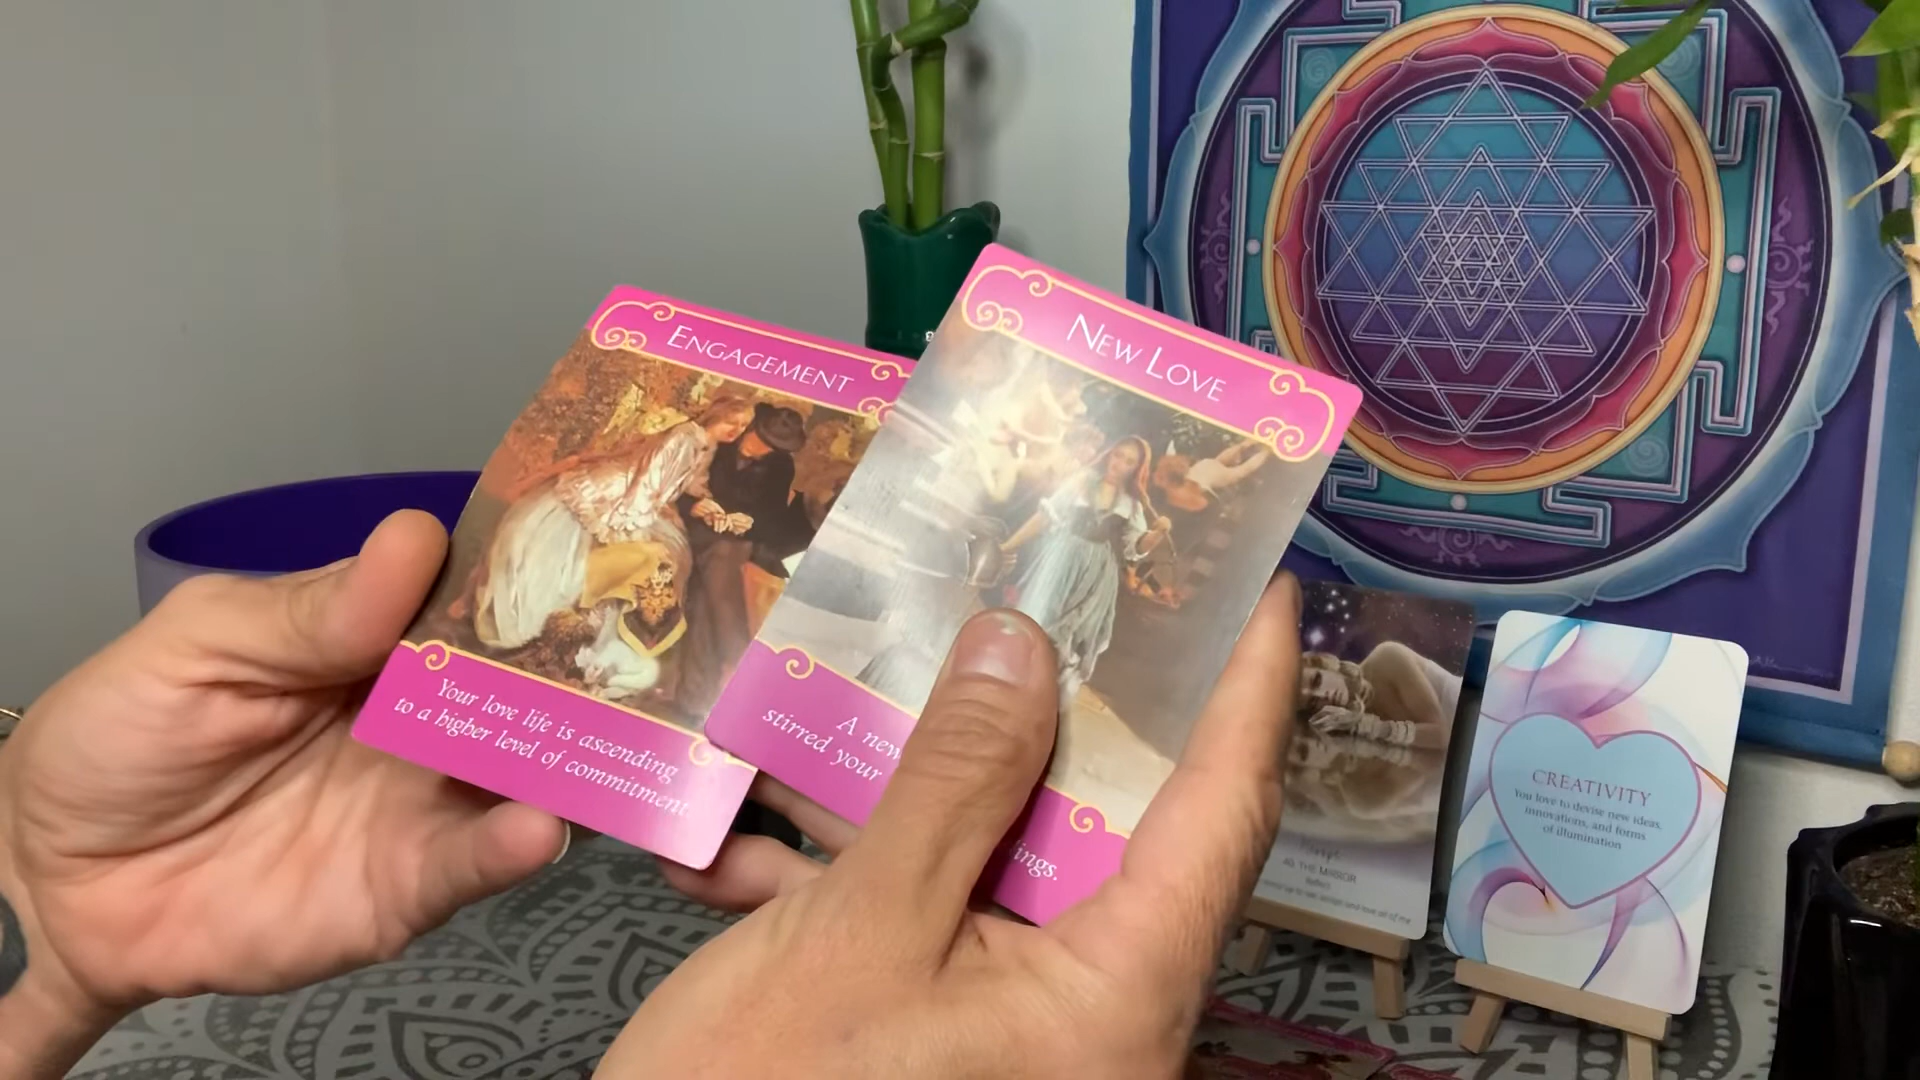 ENGAGEMENT
Your love life is ascending
to a higher level of commitment.
NEW LOVE
A new
stirred your
ings.
40. THE MIRROR
CREATIVITY
You love to devise new ideas,
innovations, and forms
of illumination